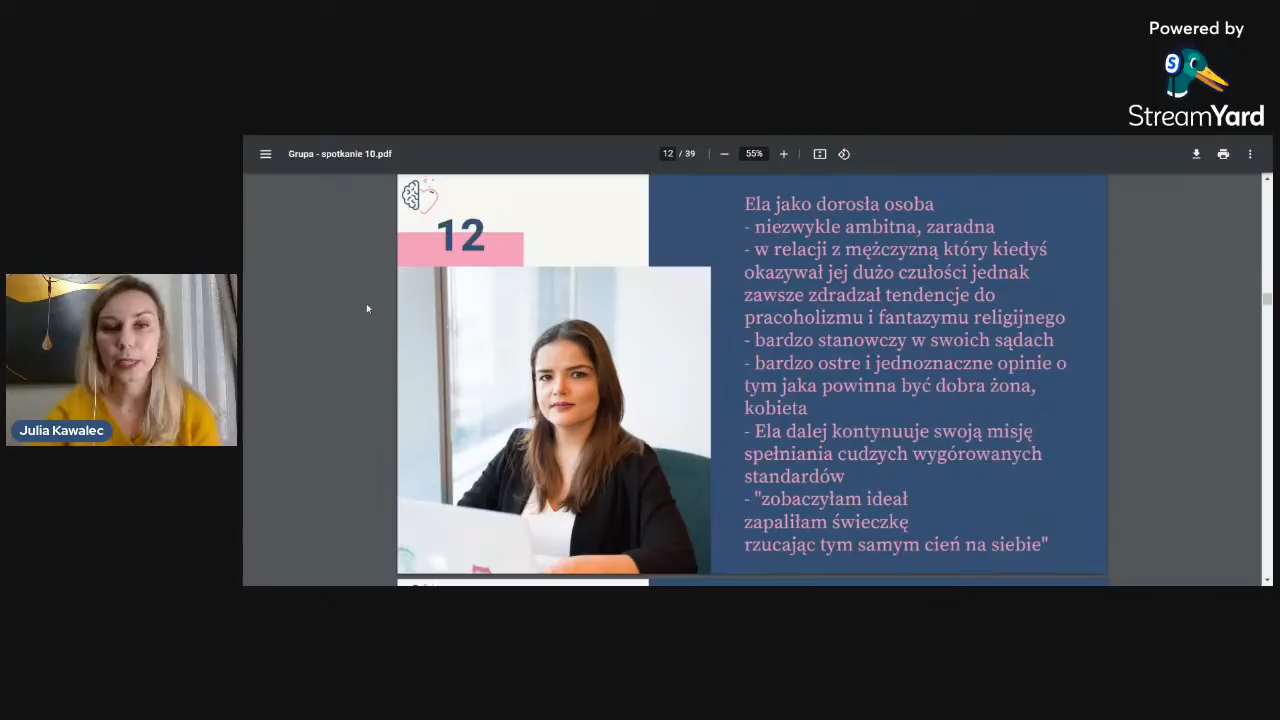 Powered by
S
StreamYard
Grupa - spotkanie 10.pdf
12 / 39
55%
12
Ela jako dorosła osoba
- niezwykle ambitna, zaradna
- w relacji z mężczyzną który kiedyś
okazywał jej dużo czułości jednak
zawsze zdradzał tendencje do
pracoholizmu i fantazymu religijnego
- bardzo stanowczy w swoich sądach
- bardzo ostre i jednoznaczne opinie o
tym jaka powinna być dobra żona,
kobieta
- Ela dalej kontynuuje swoją misję
spełniania cudzych wygórowanych
standardów
- "zobaczyłam ideał
zapaliłam świeczkę
rzucając tym samym cień na siebie"
Julia Kawalec